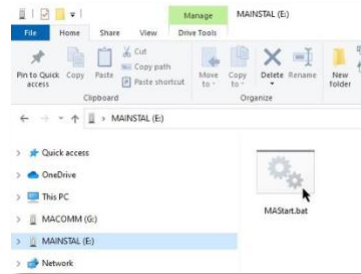 Manage
MAINSTAL (E:)
File
Home
Share
View
Drive Tools
Pin to Quick access
Copy
Paste
Cut
Copy path
Paste shortcut
Move to
Copy to
Delete
Rename
New folder
Clipboard
Organize
MAINSTAL (E:)
Quick access
OneDrive
This PC
MACOMM (G:)
MAINSTAL (E:)
Network
MAStart.bat